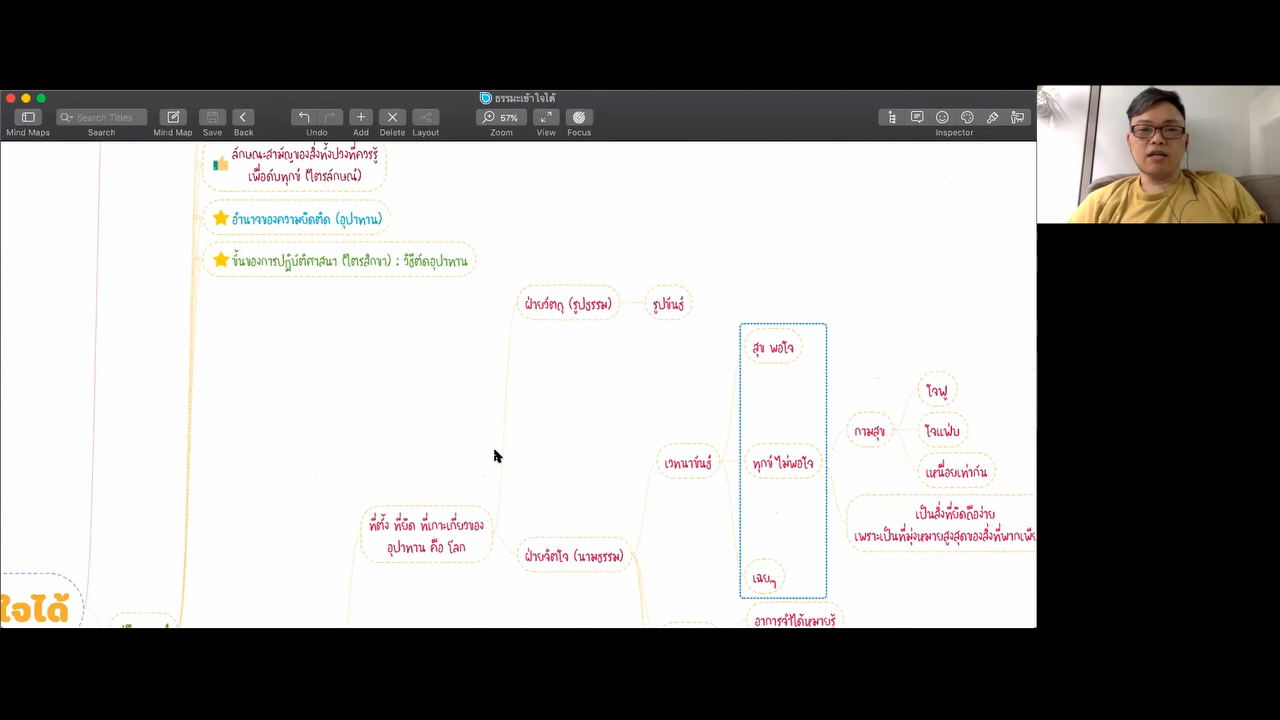 ธรรมะเข้าใจได้
Search Titles
57%
Mind Maps
Search
Mind Map
Save
Back
Undo
Add
Delete
Layout
Zoom
View
Focus
Inspector
ลักษณะสามัญของสิ่งทั้งปวงที่ควรรู้
เพื่อดับทุกข์ (ไตรลักษณ์)
อำนาจของความยึดติด (อุปาทาน)
ขั้นของการปฏิบัติศาสนา (ไตรสิกขา) : วิธีตัดอุปาทาน
ฝ่ายวัตถุ (รูปธรรม)
รูปขันธ์
สุข พอใจ
ใจฟู
กามสุข
ใจแฟบ
เวทนาขันธ์
ทุกข์ ไม่พอใจ
เหนื่อยเท่ากัน
เป็นสิ่งที่ยึดถือง่าย
เพราะเป็นที่มุ่งหมายสูงสุดของสิ่งที่พากเพีย
ที่ตั้ง ที่ยึด ที่เกาะเกี่ยวของ
อุปาทาน คือ โลก
ฝ่ายจิตใจ (นามธรรม)
เฉยๆ
ใจได้
อาการจำได้หมายรู้